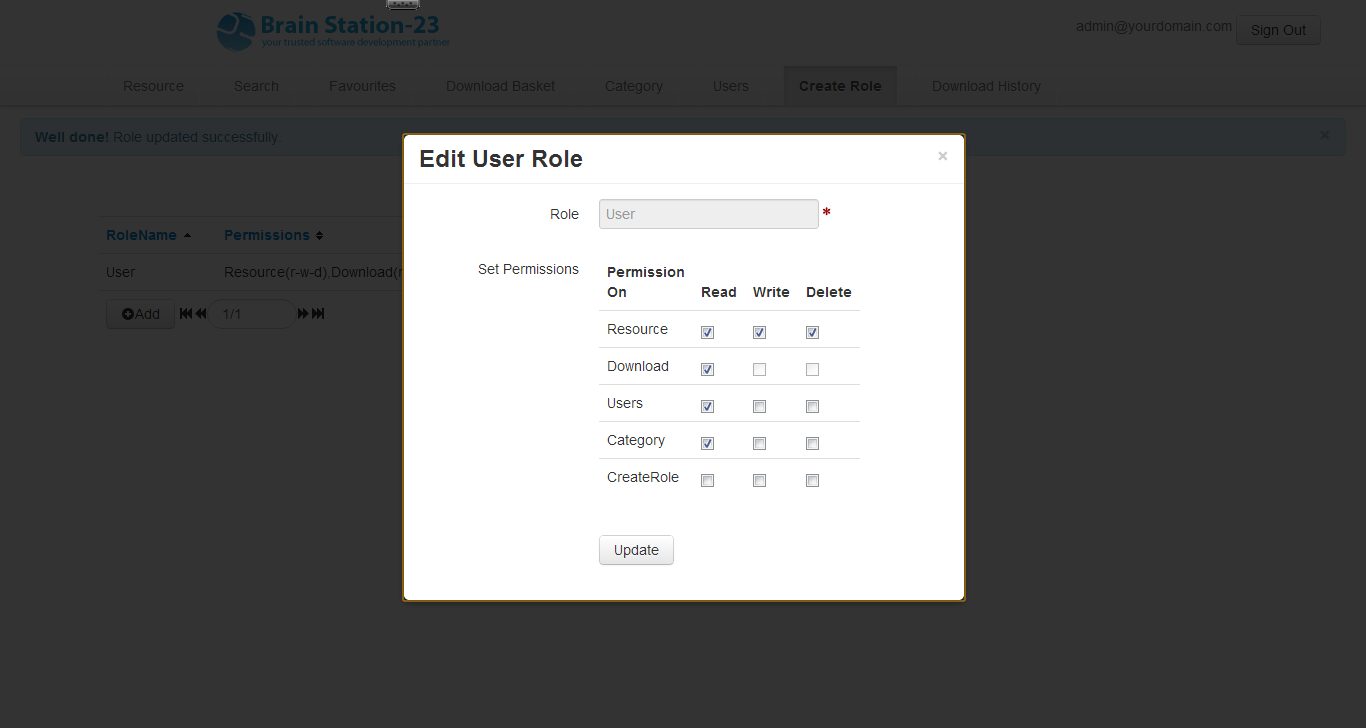 Brain Station-23
your trusted software development partner
admin@yourdomain.com
Sign Out
Resource Search Favourites Download Basket Category Users Create Role Download History
Well done! Role updated successfully
×
Edit User Role
×
Role User *
RoleName Permissions
User Resource(r-w-d),Download(r
Add 1/1
Set Permissions
Permission
On Read Write Delete
Resource
Download
Users
Category
CreateRole
Update